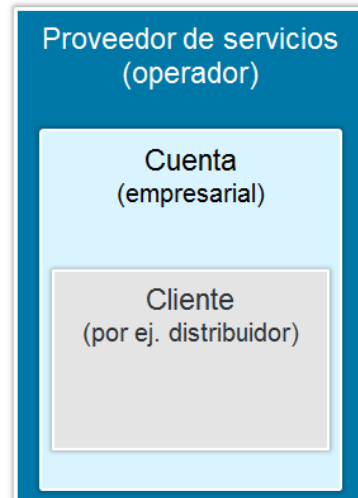 Proveedor de servicios
(operador)
Cuenta
(empresarial)
Cliente
(por ej. distribuidor)